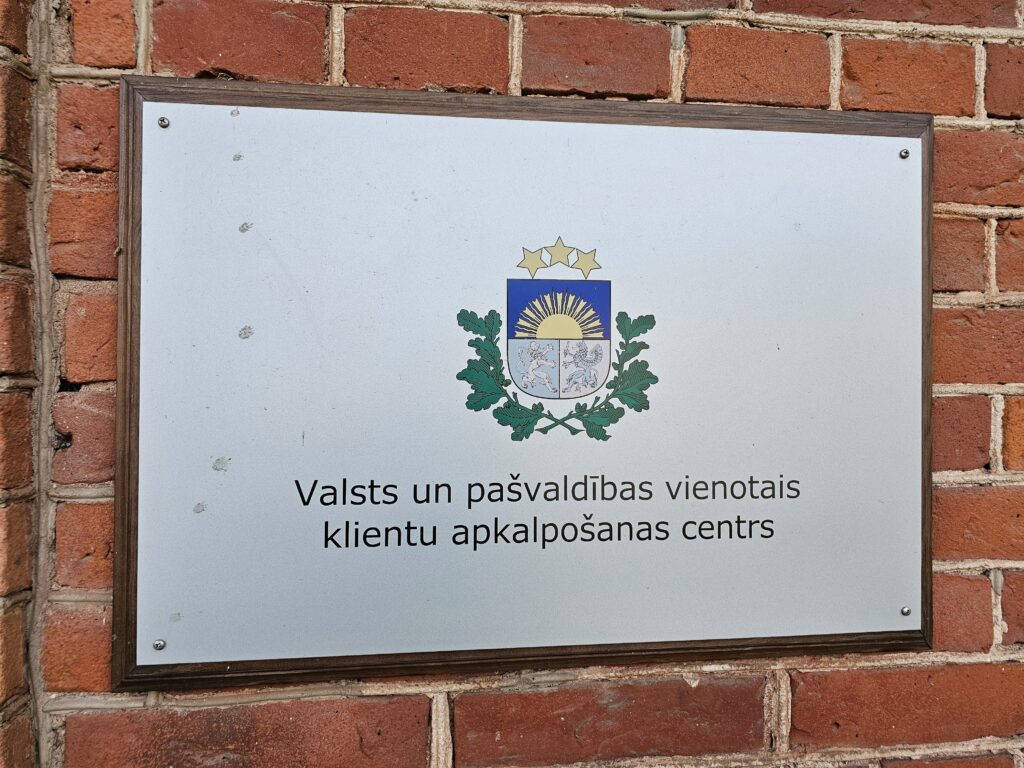 Valsts un pašvaldības vienotais
klientu apkalpošanas centrs